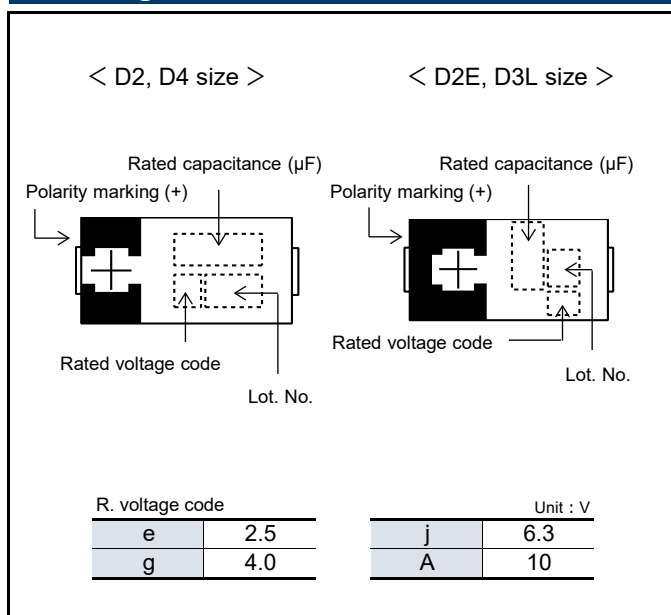 < D2, D4 size >
< D2E, D3L size >
Rated capacitance (µF)
Polarity marking (+)
Rated voltage code
Lot. No.
Rated capacitance (µF)
Polarity marking (+)
Rated voltage code
Lot. No.
R. voltage code
Unit : V
e 2.5 j 6.3
g 4.0 A 10